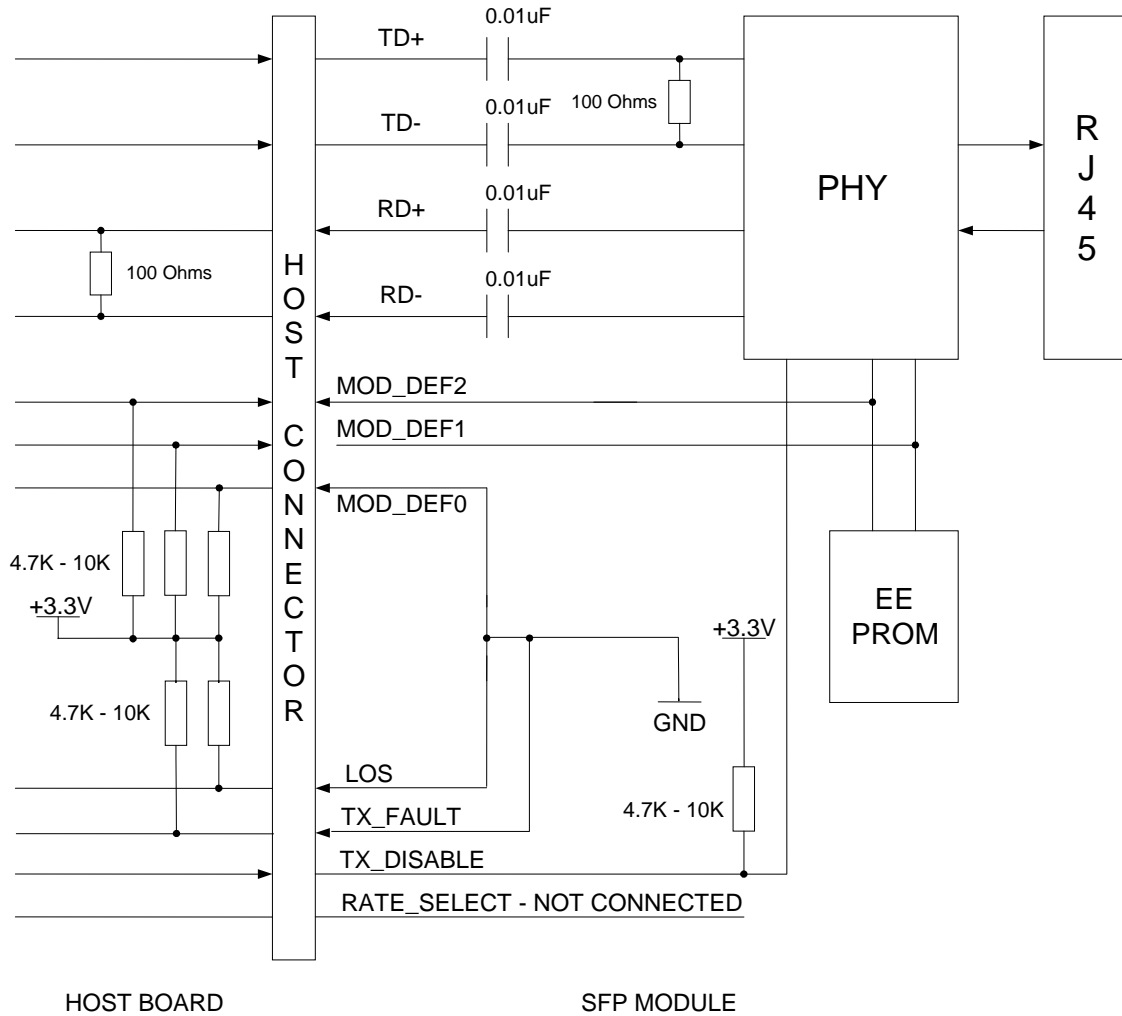 0.01uF
TD+
100 Ohms
0.01uF
TD-
PHY
R
J
4
5
0.01uF
RD+
100 Ohms
0.01uF
RD-
H
O
S
T
C
O
N
N
E
C
T
O
R
MOD_DEF2
MOD_DEF1
MOD_DEF0
4.7K - 10K
+3.3V
4.7K - 10K
EE
PROM
+3.3V
GND
LOS
4.7K - 10K
TX_FAULT
TX_DISABLE
RATE_SELECT - NOT CONNECTED
HOST BOARD
SFP MODULE